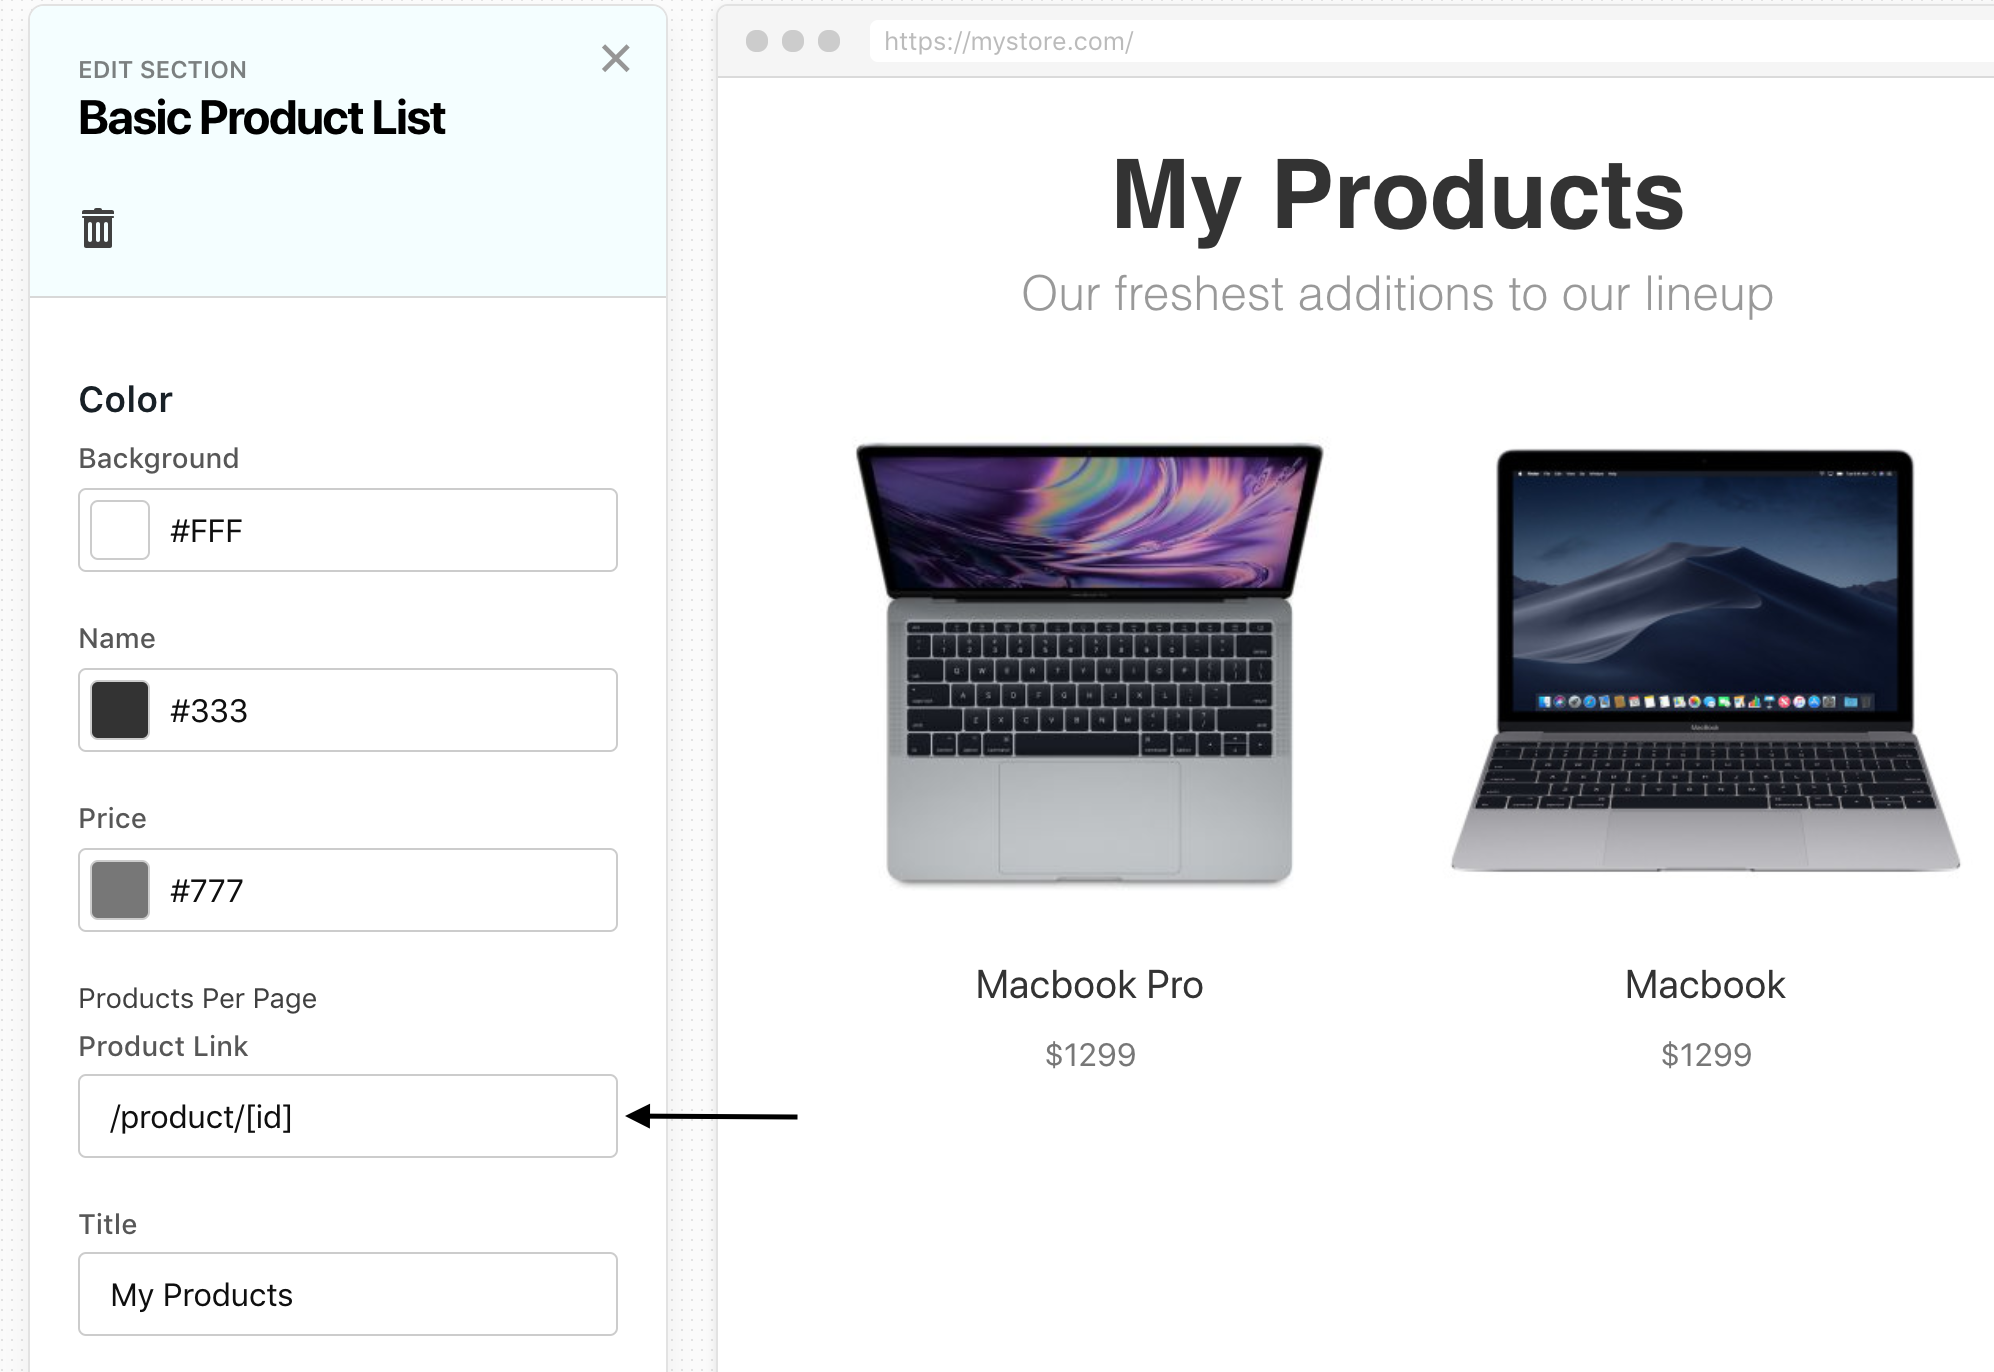 EDIT SECTION
Basic Product List
Color
Background
#FFF
Name
#333
Price
#777
Products Per Page
Product Link
/product/[id]
Title
My Products
https://mystore.com/
My Products
Our freshest additions to our lineup
MacBook
Macbook Pro
$1299
Macbook
$1299